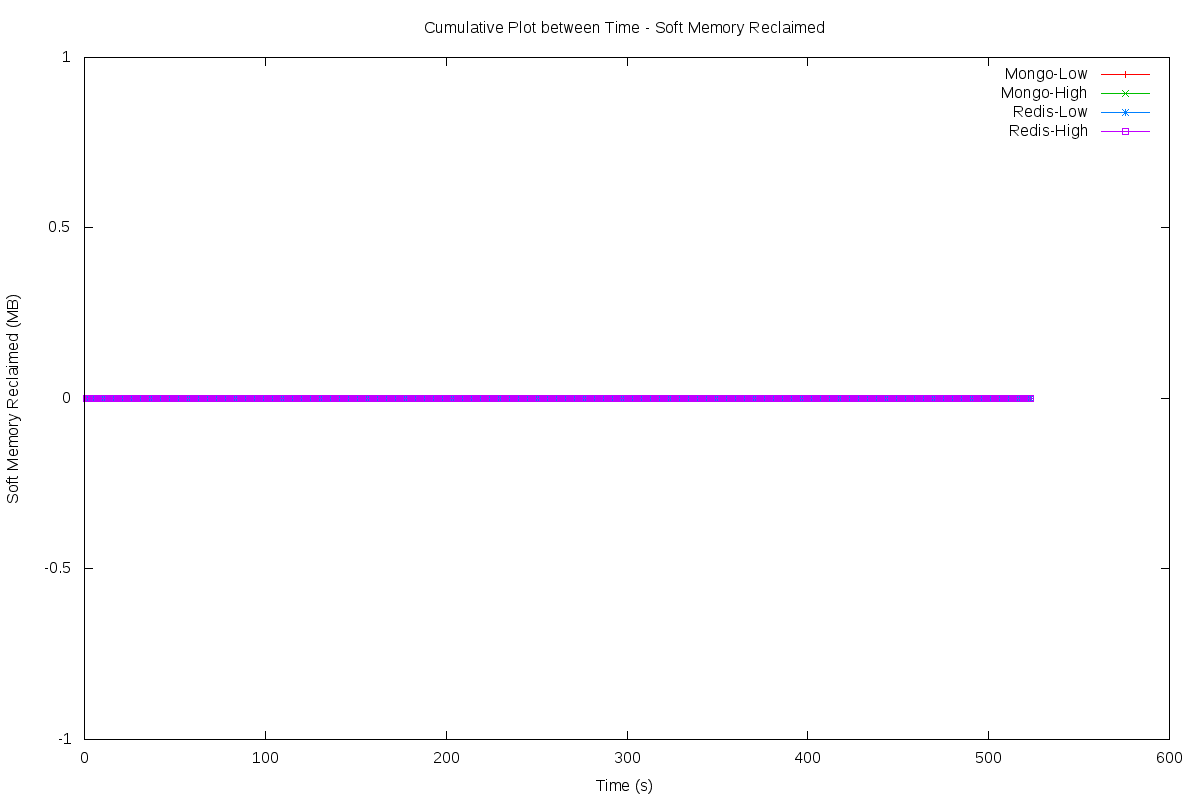 Cumulative Plot between Time - Soft Memory Reclaimed
1
0.5
0
-0.5
-1
Soft Memory Reclaimed (MB)
Mongo-Low
Mongo-High
Redis-Low
Redis-High
0 100 200 300 400 500 600
Time (s)